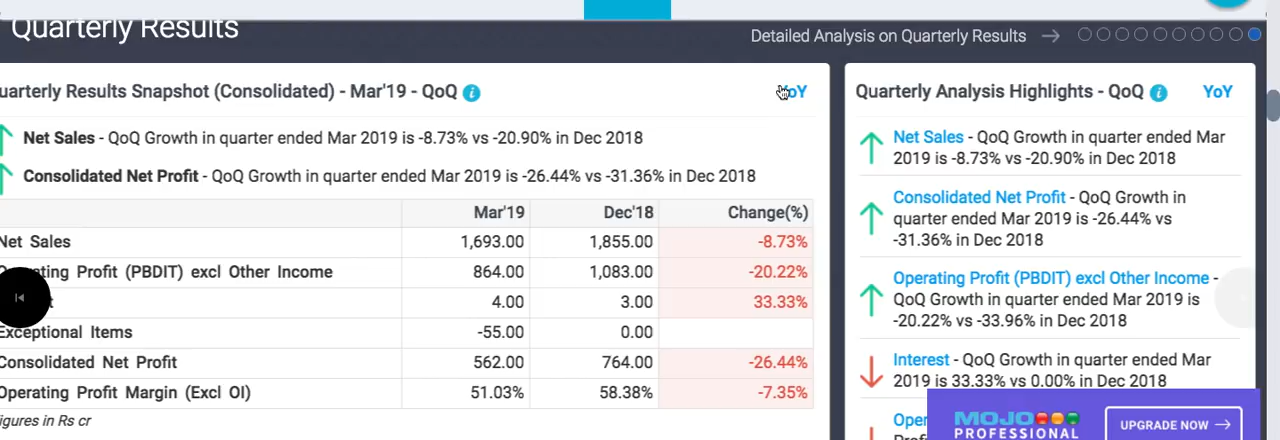 Quarterly Results
Detailed Analysis on Quarterly Results
uarterly Results Snapshot (Consolidated) - Mar'19 - QoQ
YoY
Net Sales - QoQ Growth in quarter ended Mar 2019 is -8.73% vs -20.90% in Dec 2018
Consolidated Net Profit - QoQ Growth in quarter ended Mar 2019 is -26.44% vs -31.36% in Dec 2018
Mar'19 Dec'18 Change(%)
Net Sales 1,693.00 1,855.00 -8.73%
ting Profit (PBDIT) excl Other Income 864.00 1,083.00 -20.22%
t 4.00 3.00 33.33%
Exceptional Items -55.00 0.00
Consolidated Net Profit 562.00 764.00 -26.44%
Operating Profit Margin (Excl OI) 51.03% 58.38% -7.35%
igures in Rs cr
Quarterly Analysis Highlights - QoQ
YoY
Net Sales - QoQ Growth in quarter ended Mar
2019 is -8.73% vs -20.90% in Dec 2018
Consolidated Net Profit - QoQ Growth in
quarter ended Mar 2019 is -26.44% vs
-31.36% in Dec 2018
Operating Profit (PBDIT) excl Other Income -
QoQ Growth in quarter ended Mar 2019 is
-20.22% vs -33.96% in Dec 2018
Interest - QoQ Growth in quarter ended Mar
2019 is 33.33% vs 0.00% in Dec 2018
Oper
MOJO
PROFESSIONAL
UPGRADE NOW